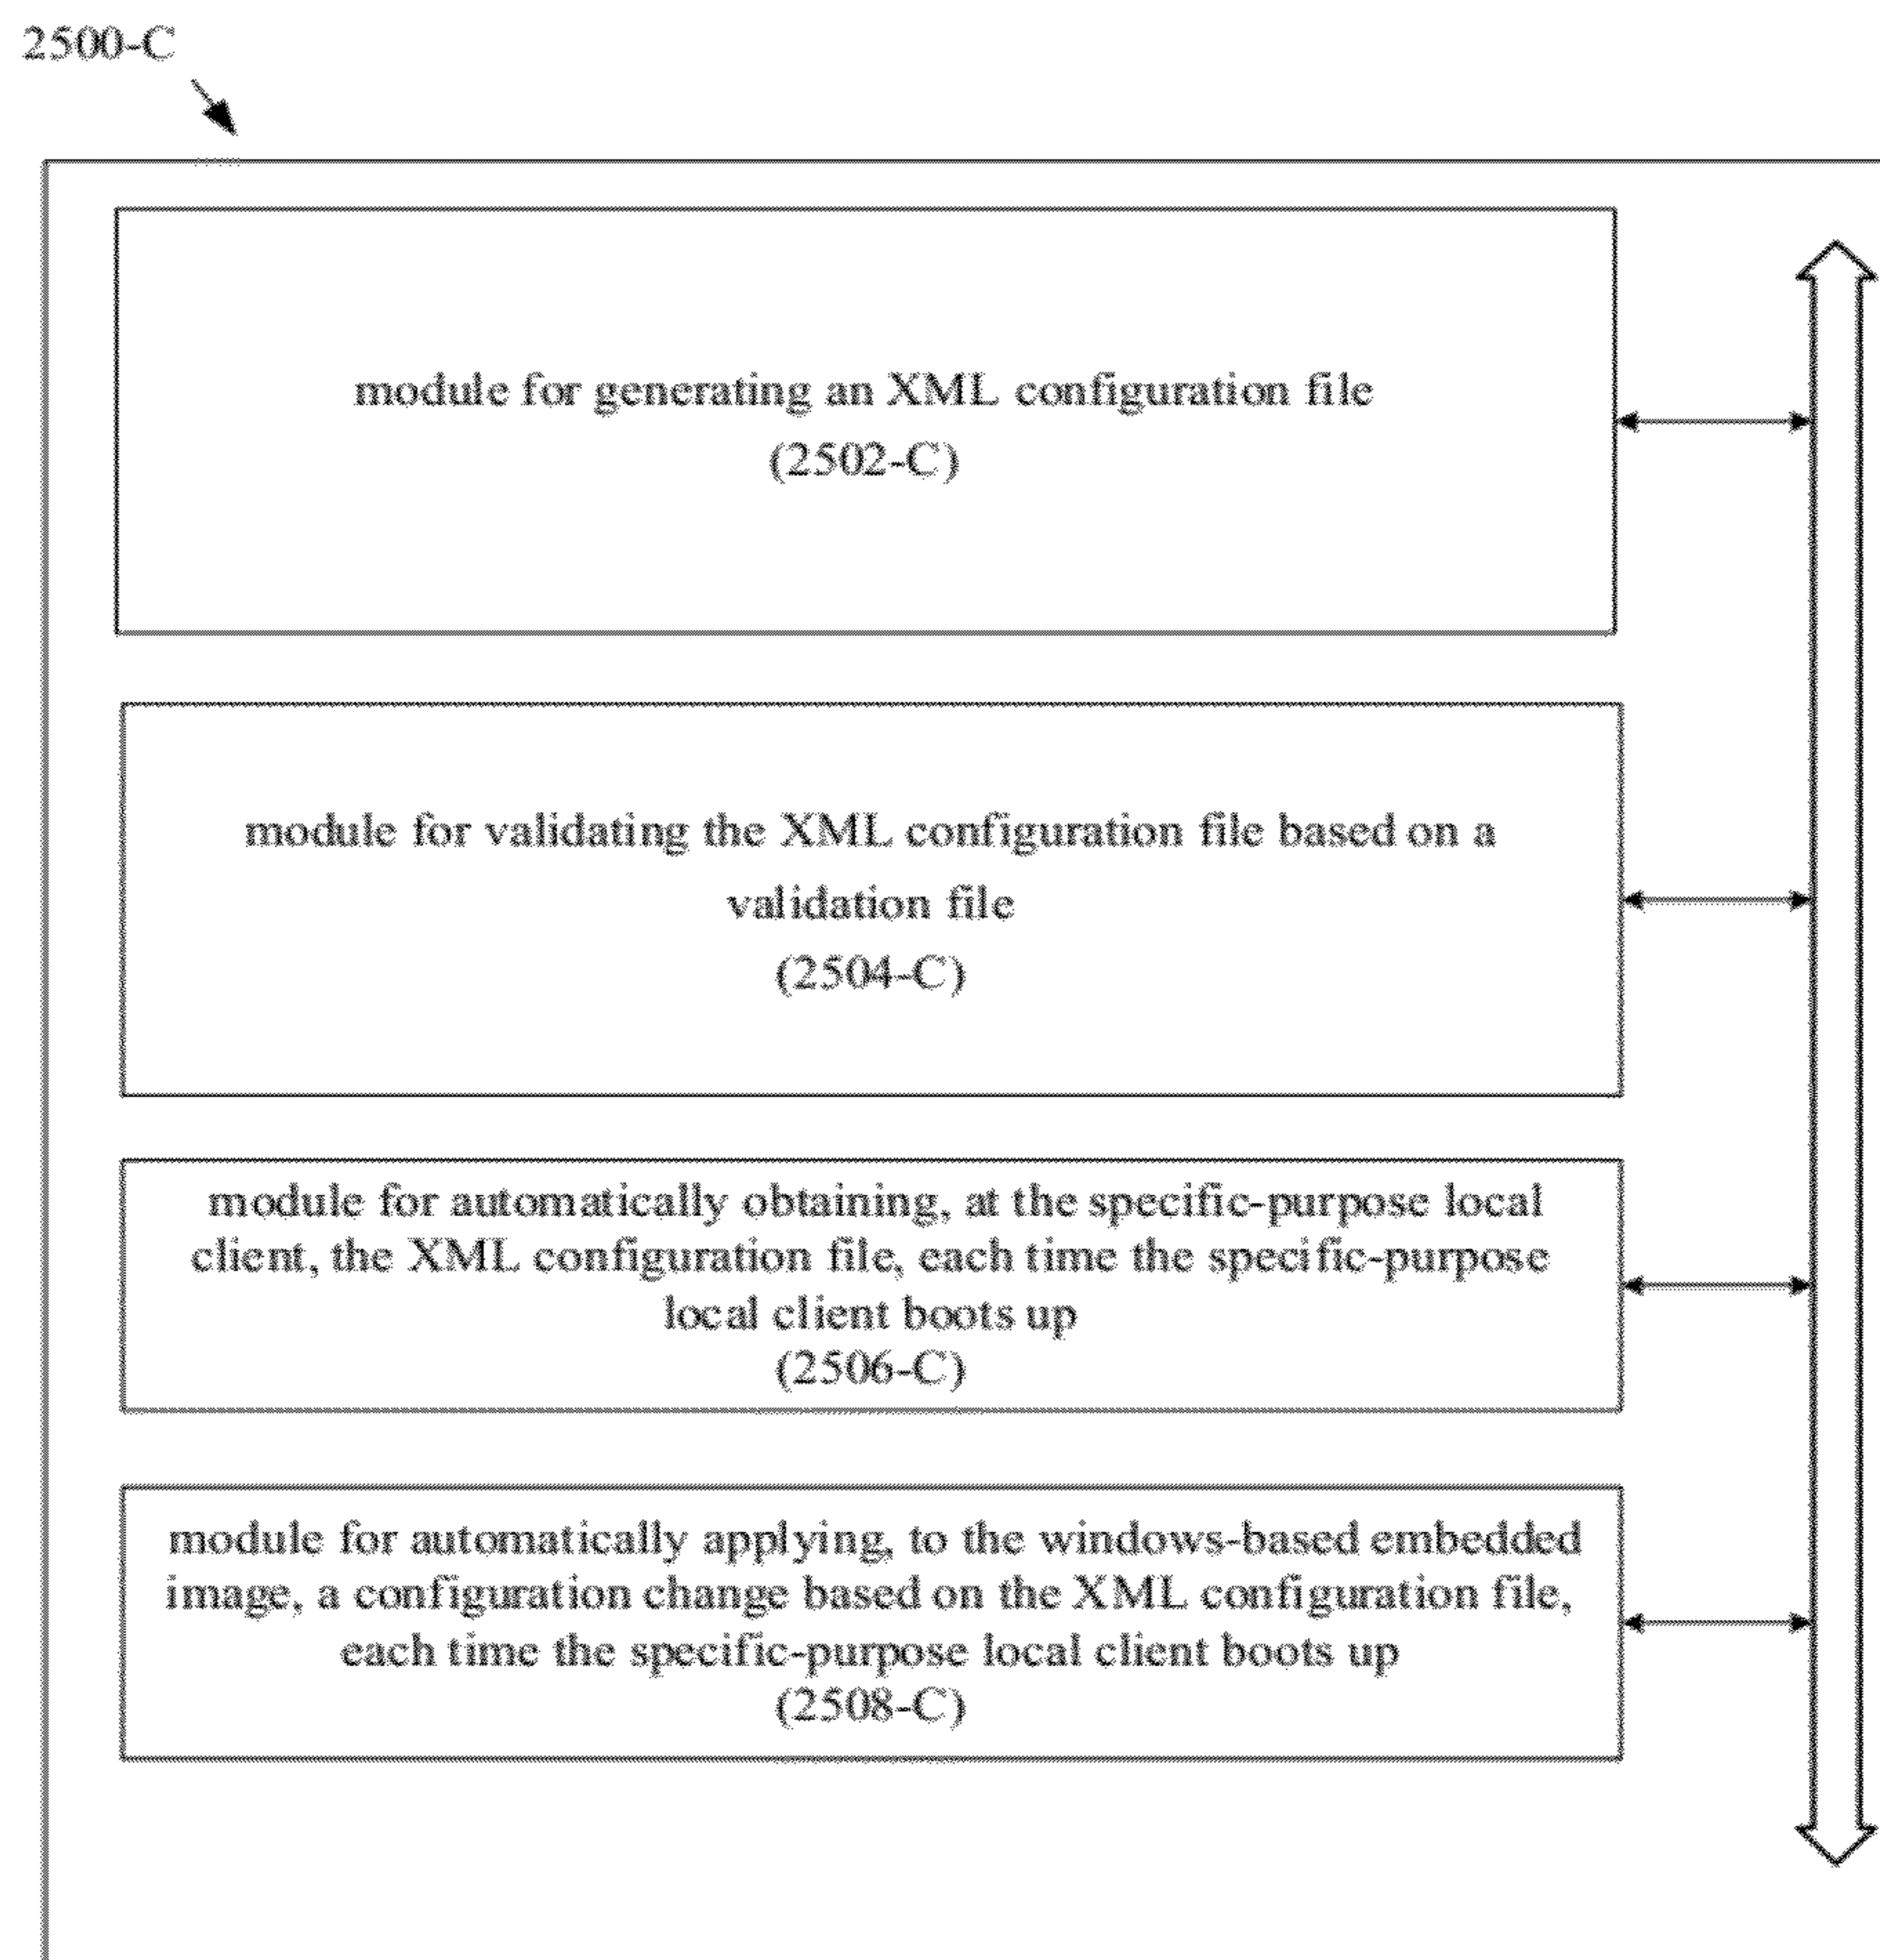 2500-C
module for generating an XML configuration file
(2502-C)
module for validating the XML configuration file based on a
validation file
(2504-C)
module for automatically obtaining, at the specific-purpose local
client, the XML configuration file, each time the specific-purpose
local client boots up
(2506-C)
module for automatically applying, to the windows-based embedded
image, a configuration change based on the XML configuration file,
each time the specific-purpose local client boots up
(2508-C)